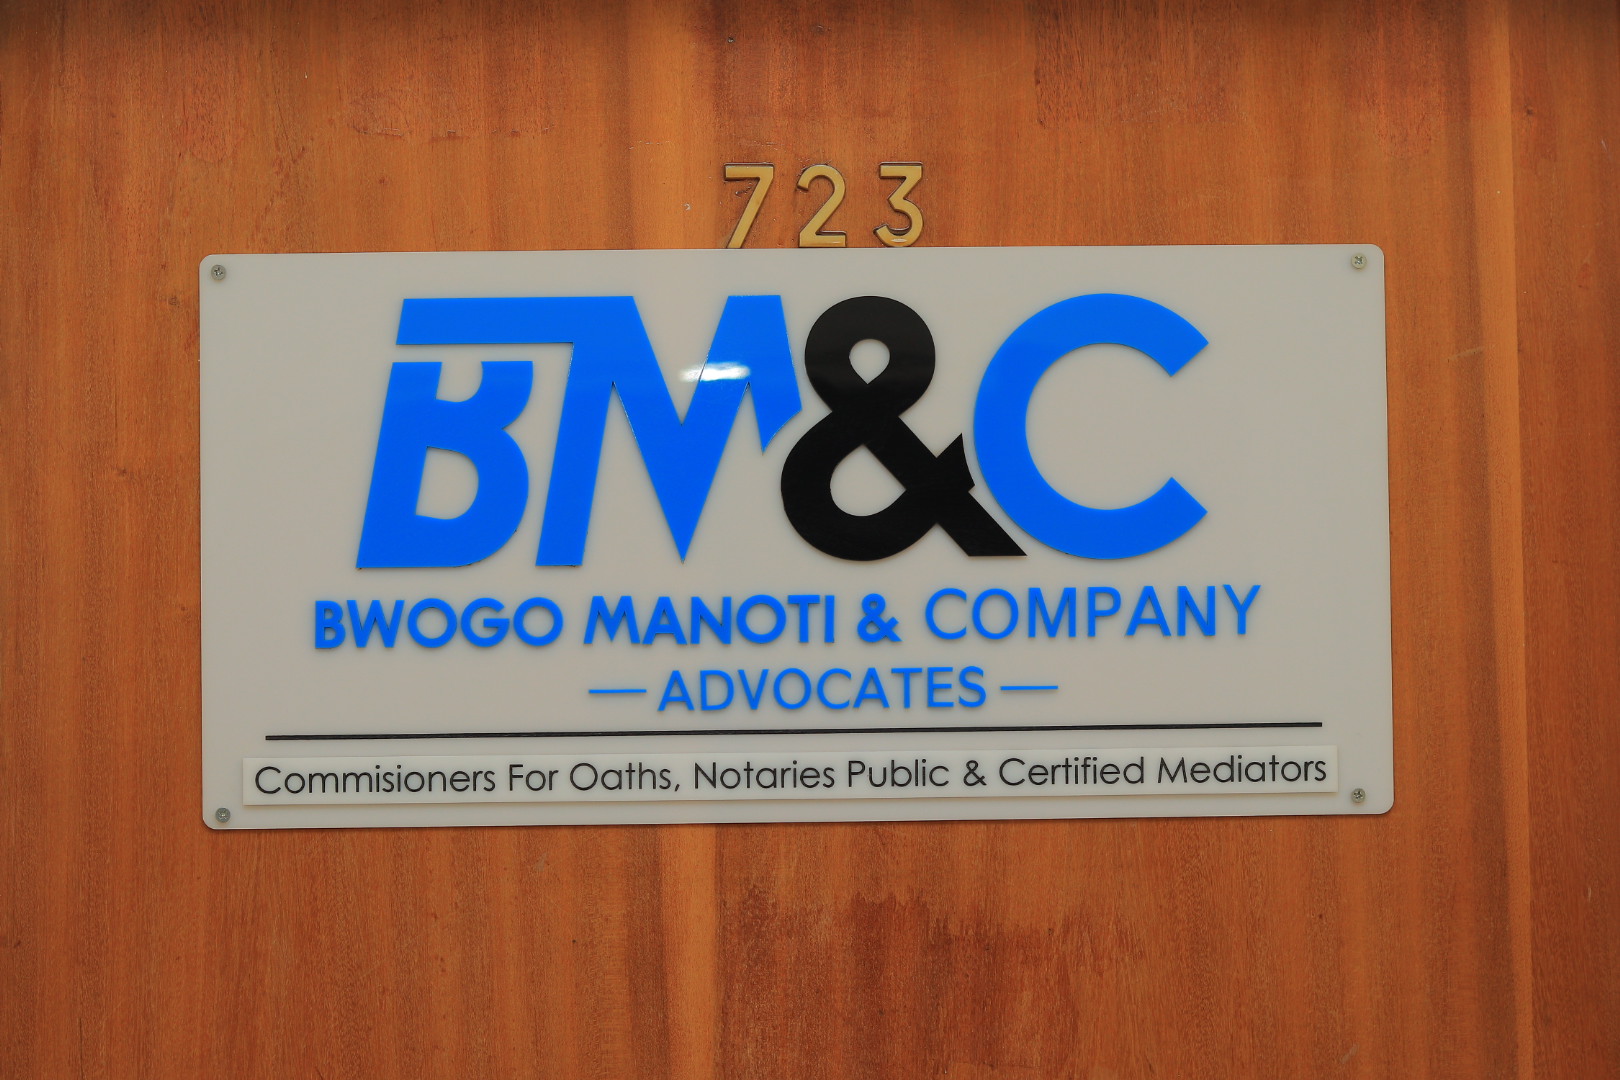 723
BM&C
BWOGO MANOTI & COMPANY
— ADVOCATES —
Commisioners For Oaths, Notaries Public & Certified Mediators